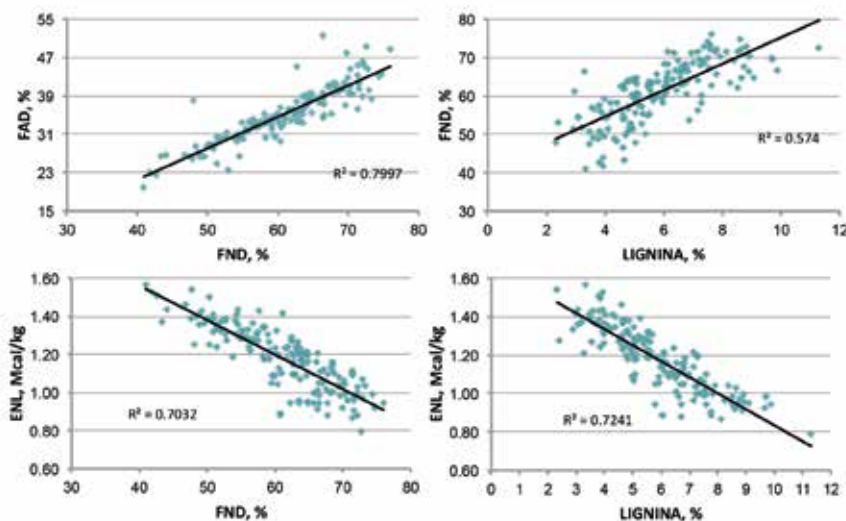 FAD, %
55
47
39
31
23
15
R² = 0.7997
30 40 50 60 70 80
FND, %
FND, %
80
70
60
50
40
30
R² = 0.574
0 2 4 6 8 10 12
LIGNINA, %
ENL, Mcal/kg
1.60
1.40
1.20
1.00
0.80
0.60
R² = 0.7032
30 40 50 60 70 80
FND, %
ENL, Mcal/kg
1.60
1.40
1.20
1.00
0.80
0.60
R² = 0.7241
0 1 2 3 4 5 6 7 8 9 10 11 12
LIGNINA, %